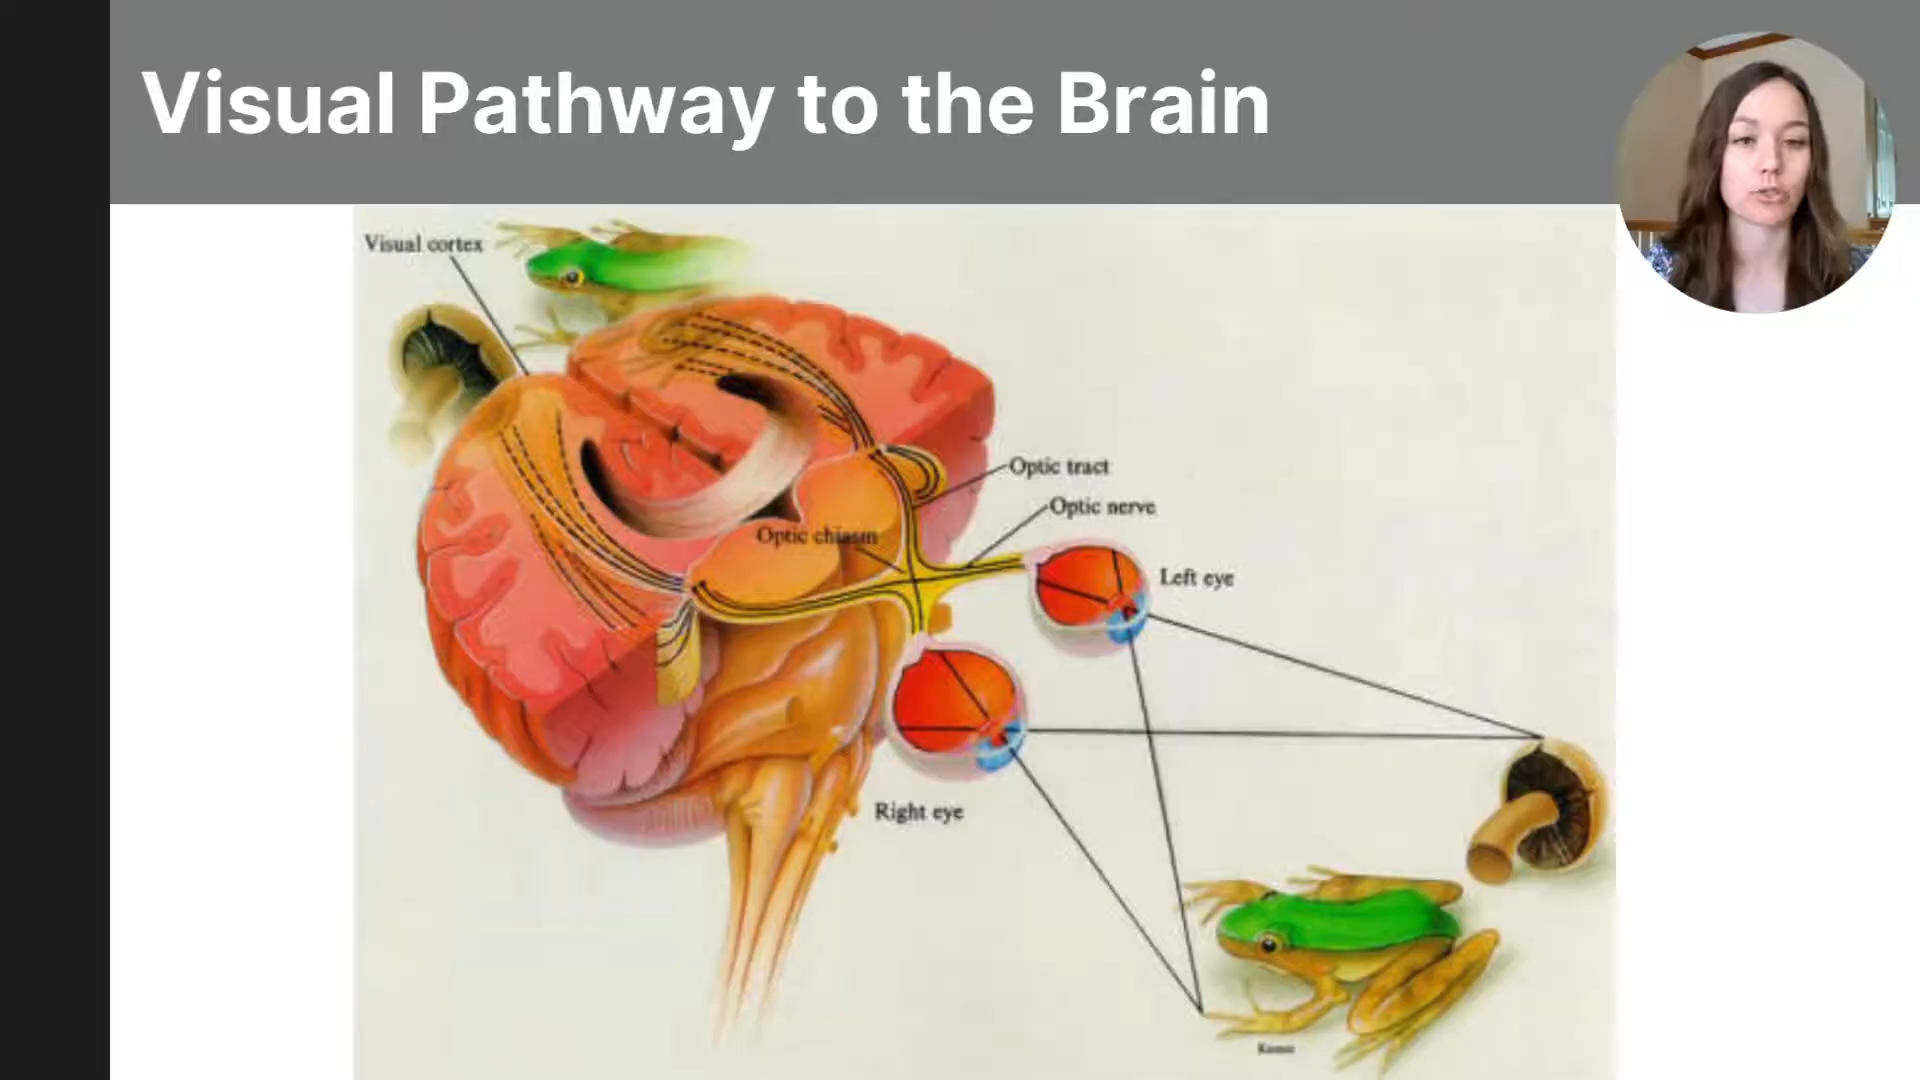 Visual Pathway to the Brain
Visual cortex
Optic tract
Optic nerve
Optic chiasm
Left eye
Right eye